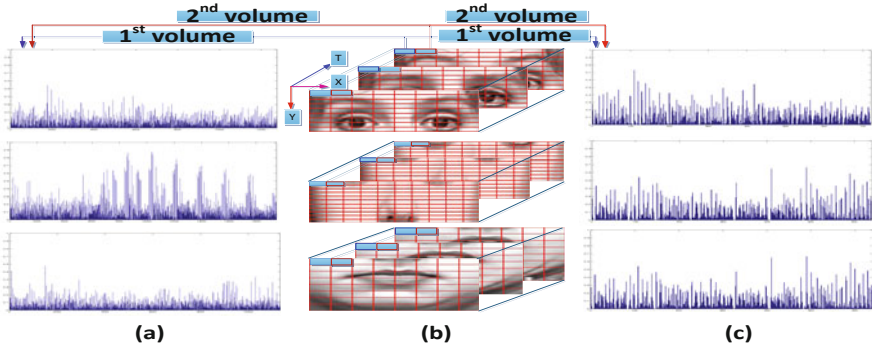 2nd volume 2nd volume
1st volume 1st volume
T
X
Y
(a) (b) (c)